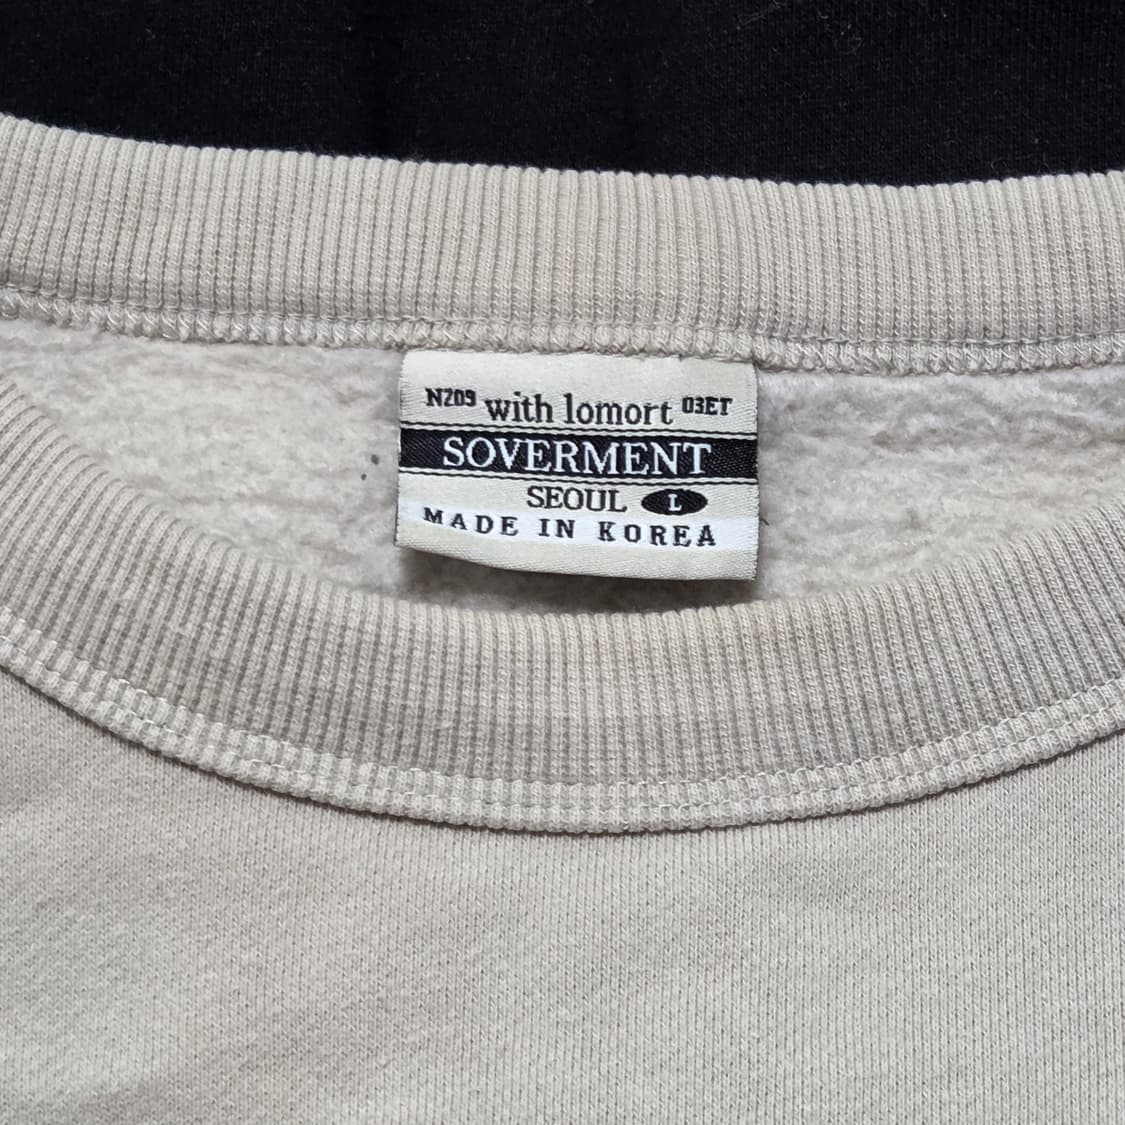 N209 with lomort 03ET
SOVERMENT
SEOUL L
MADE IN KOREA